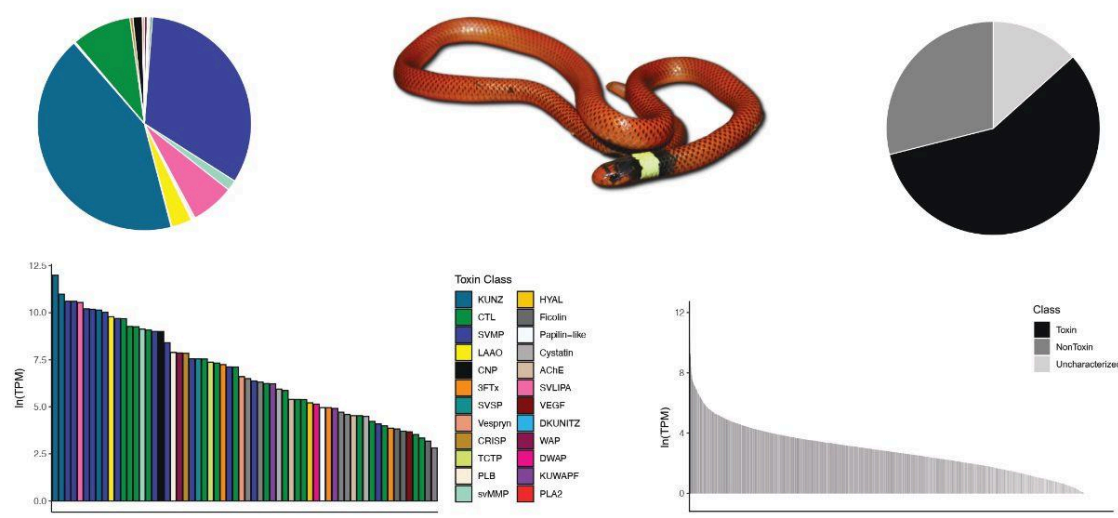 12.5
10.0
7.5
5.0
2.5
0.0
ln(TPM)
Toxin Class
KUNZ HYAL
CTL Ficolin
SVMP Papilin-like
LAAO Cystatin
CNP AChE
3FTx SVLIPA
SVSP VEGF
Vespryn DKUNITZ
CRISP WAP
TCTP DWAP
PLB KUWAPF
svMMP PLA2
12
8
4
0
ln(TPM)
Class
Toxin
NonToxin
Uncharacterized